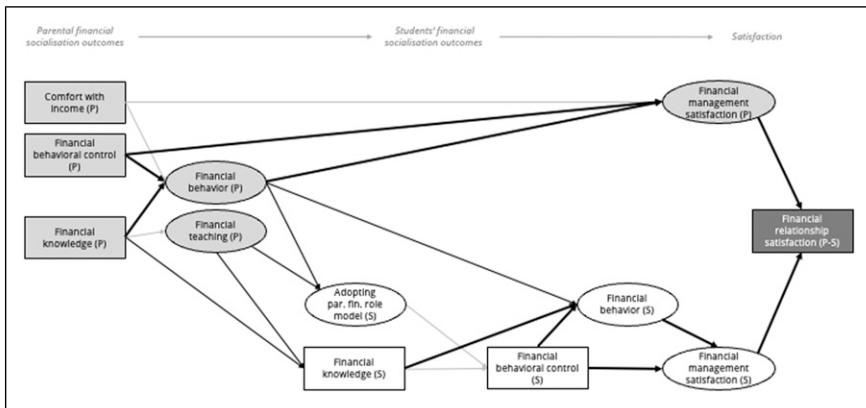 Parental financial
socialisation outcomes
Students' financial
socialisation outcomes
Satisfaction
Comfort with
income (P)
Financial
management
satisfaction (P)
Financial
behavioral control
(P)
Financial
behavior (P)
Financial
knowledge (P)
Financial
teaching (P)
Financial
relationship
satisfaction (P-S)
Adopting
par. fin. role
model (S)
Financial
behavior (S)
Financial
knowledge (S)
Financial
behavioral control
(S)
Financial
management
satisfaction (S)